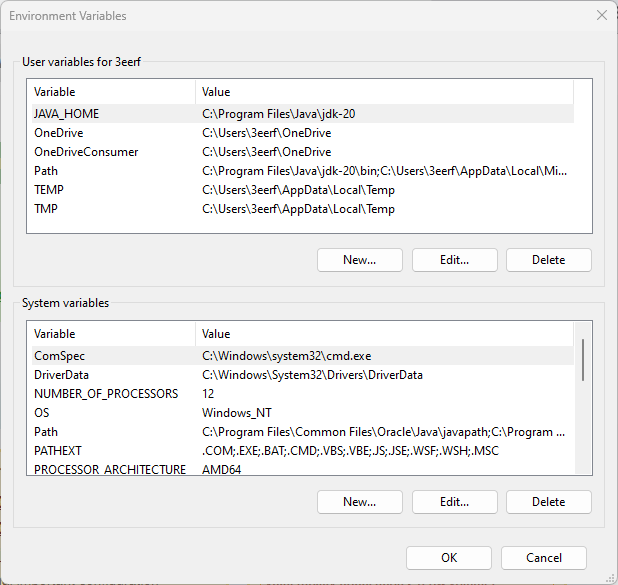 Environment Variables
User variables for 3eerf
Variable Value
JAVA_HOME C:\Program Files\Java\jdk-20
OneDrive C:\Users\3eerf\OneDrive
OneDriveConsumer C:\Users\3eerf\OneDrive
Path C:\Program Files\Java\jdk-20\bin;C:\Users\3eerf\AppData\Local\Mi...
TEMP C:\Users\3eerf\AppData\Local\Temp
TMP C:\Users\3eerf\AppData\Local\Temp
New... Edit... Delete
System variables
Variable Value
ComSpec C:\Windows\system32\cmd.exe
DriverData C:\Windows\System32\Drivers\DriverData
NUMBER_OF_PROCESSORS 12
OS Windows_NT
Path C:\Program Files\Common Files\Oracle\Java\javapath;C:\Program ...
PATHEXT .COM;.EXE;.BAT;.CMD;.VBS;.VBE;.JS;.JSE;.WSF;.WSH;.MSC
PROCESSOR_ARCHITECTURE AMD64
New... Edit... Delete
OK Cancel